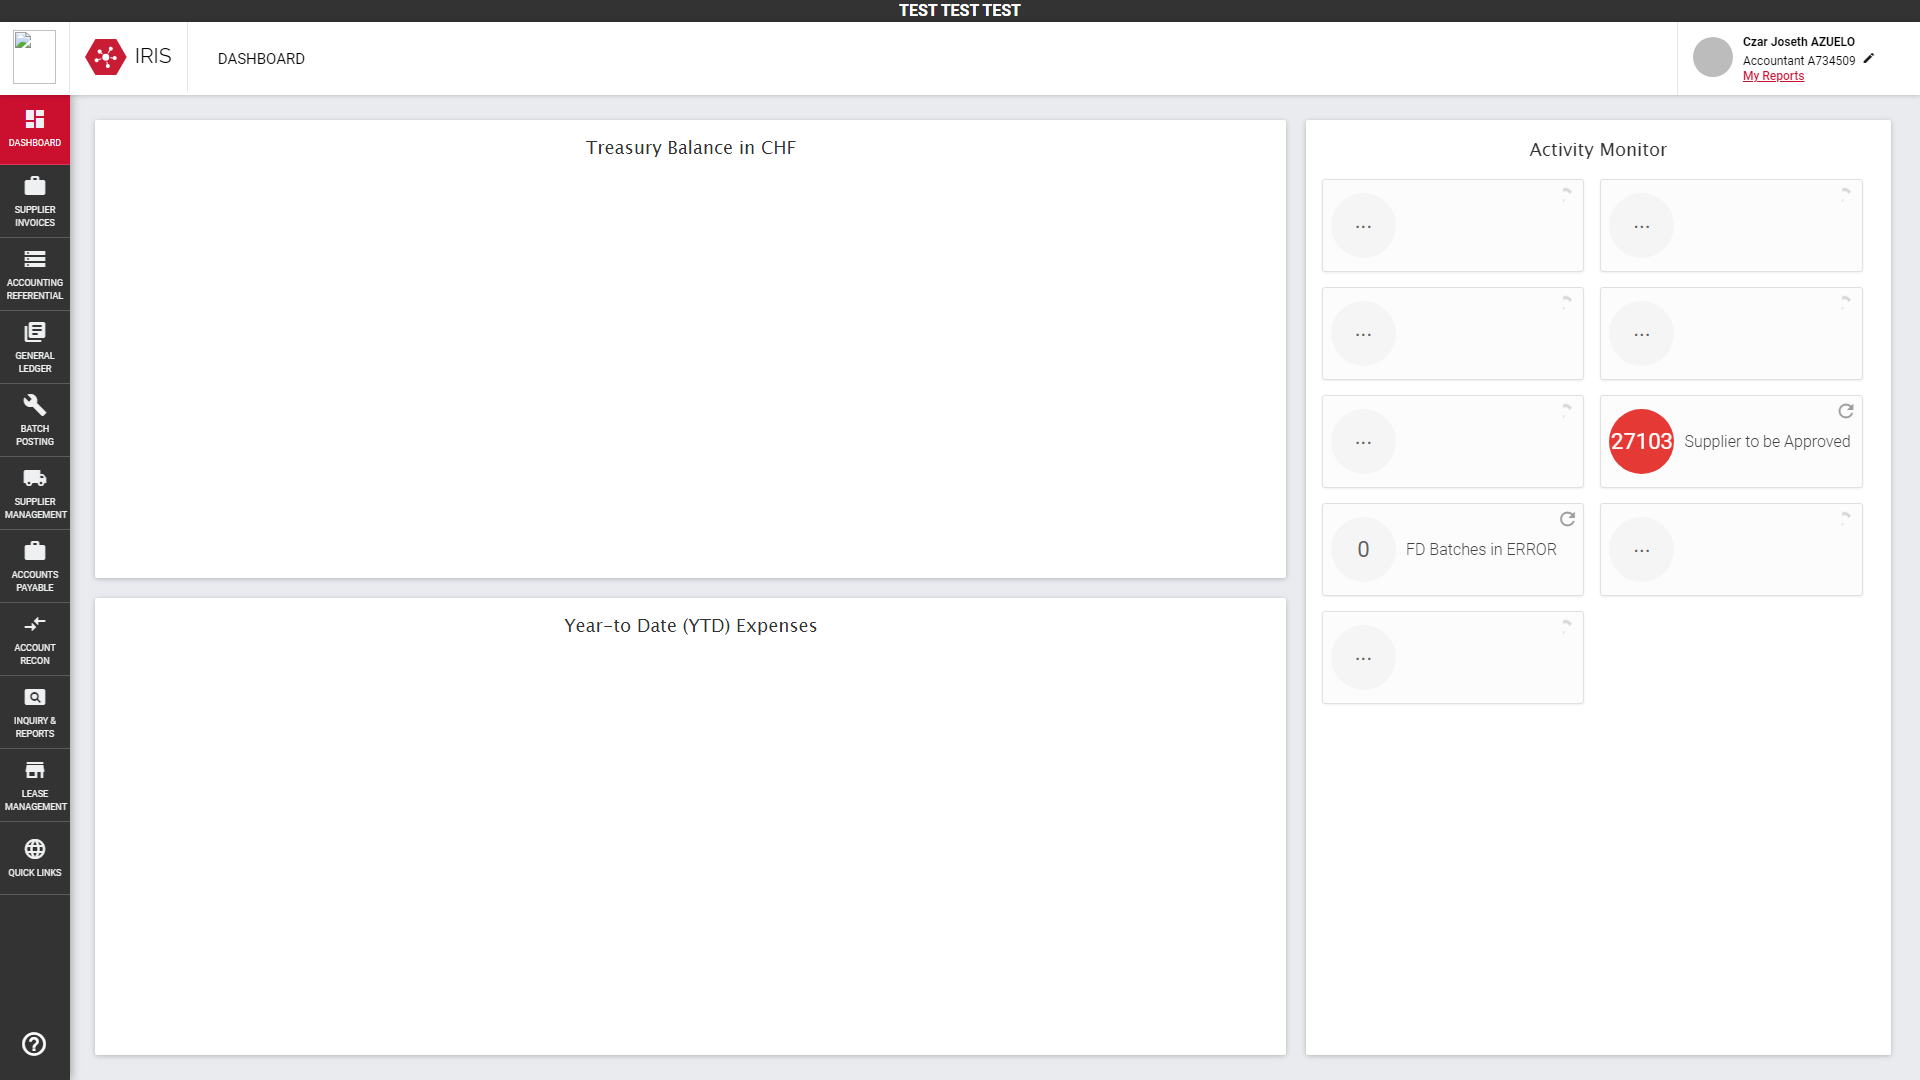 TEST TEST TEST
IRIS
DASHBOARD
Czar Joseth AZUELO
Accountant A734509
My Reports
DASHBOARD
SUPPLIER
INVOICES
ACCOUNTING
REFERENTIAL
GENERAL
LEDGER
BATCH
POSTING
SUPPLIER
MANAGEMENT
ACCOUNTS
PAYABLE
ACCOUNT
RECON
INQUIRY &
REPORTS
LEASE
MANAGEMENT
QUICK LINKS
Treasury Balance in CHF
Year-to Date (YTD) Expenses
Activity Monitor
...
...
...
...
...
27103 Supplier to be Approved
0 FD Batches in ERROR
...
...